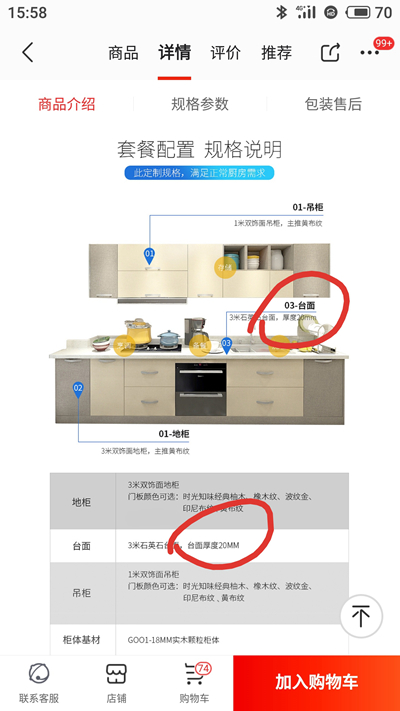 15:58
4G
70
商品
详情
评价
推荐
99+
商品介绍
规格参数
包装售后
套餐配置 规格说明
此定制规格，满足正常厨房需求
01-吊柜
1米双饰面吊柜，主推黄布纹
01
03-台面
3米石英石台面，厚度20mm
03
02
01-地柜
3米双饰面地柜，主推黄布纹
地柜
3米双饰面地柜
门板颜色可选：时光知味经典柚木、橡木纹、波纹金、
印尼布纹、黄布纹
台面
3米石英石台面，台面厚度20MM
吊柜
1米双饰面吊柜
门板颜色可选：时光知味经典柚木、橡木纹、波纹金、
印尼布纹 , 黄布纹
柜体基材
GOO1-18MM实木颗粒柜体
联系客服
店铺
74
购物车
加入购物车